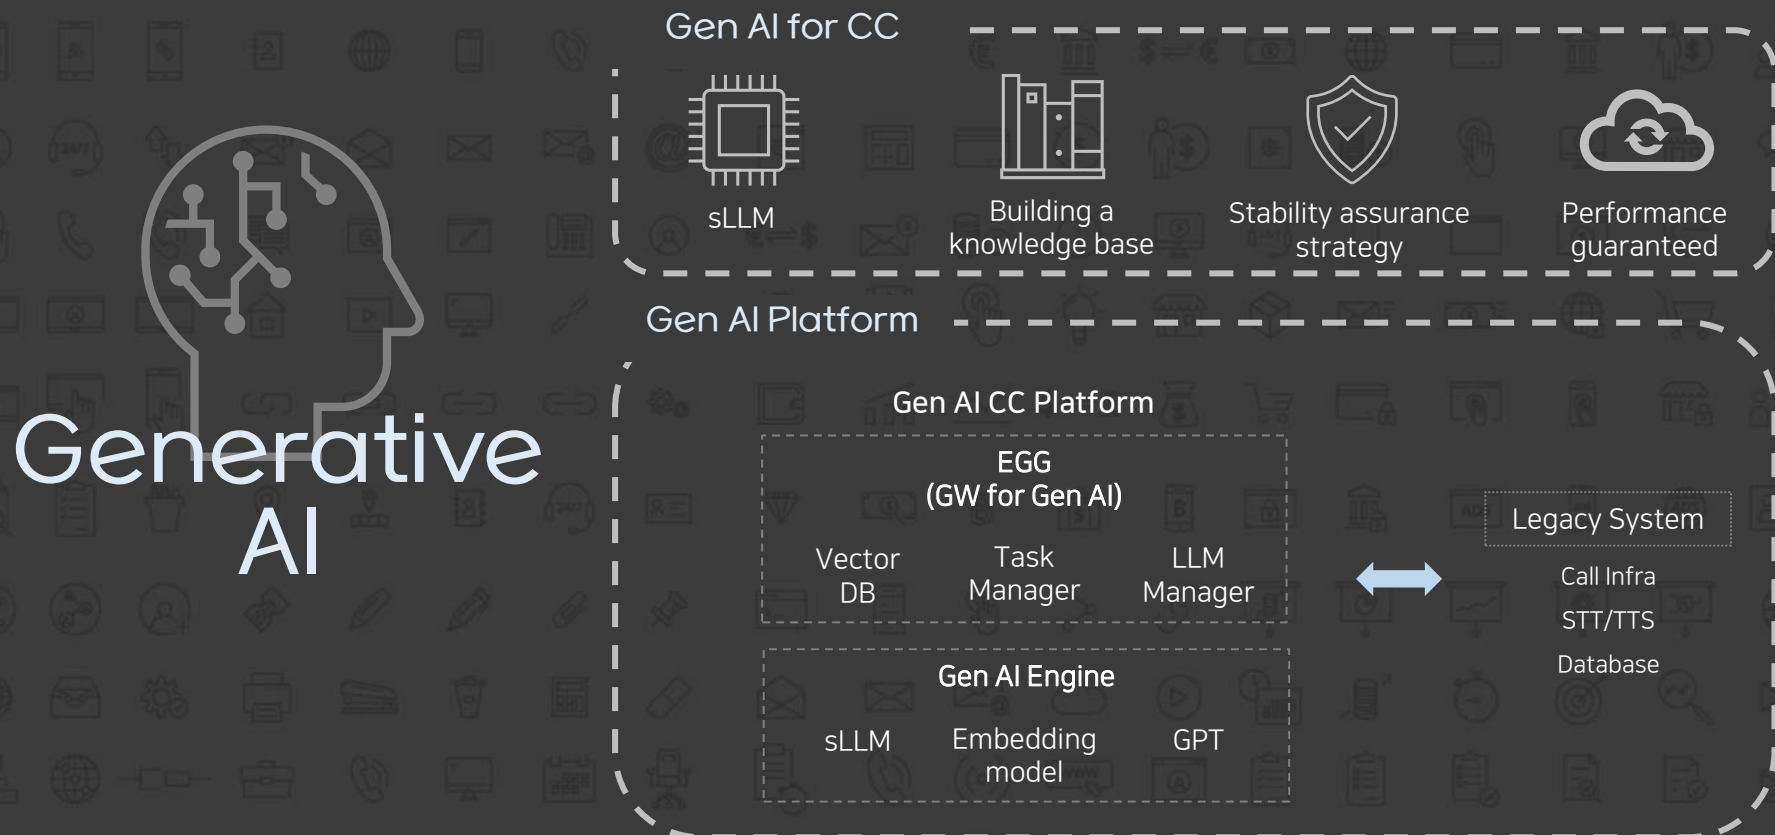 Generative
AI
Gen AI for CC
sLLM
Building a
knowledge base
Stability assurance
strategy
Performance
guaranteed
Gen AI Platform
Gen AI CC Platform
EGG
(GW for Gen AI)
Vector
DB
Task
Manager
LLM
Manager
Gen AI Engine
sLLM
Embedding
model
GPT
Legacy System
Call Infra
STT/TTS
Database